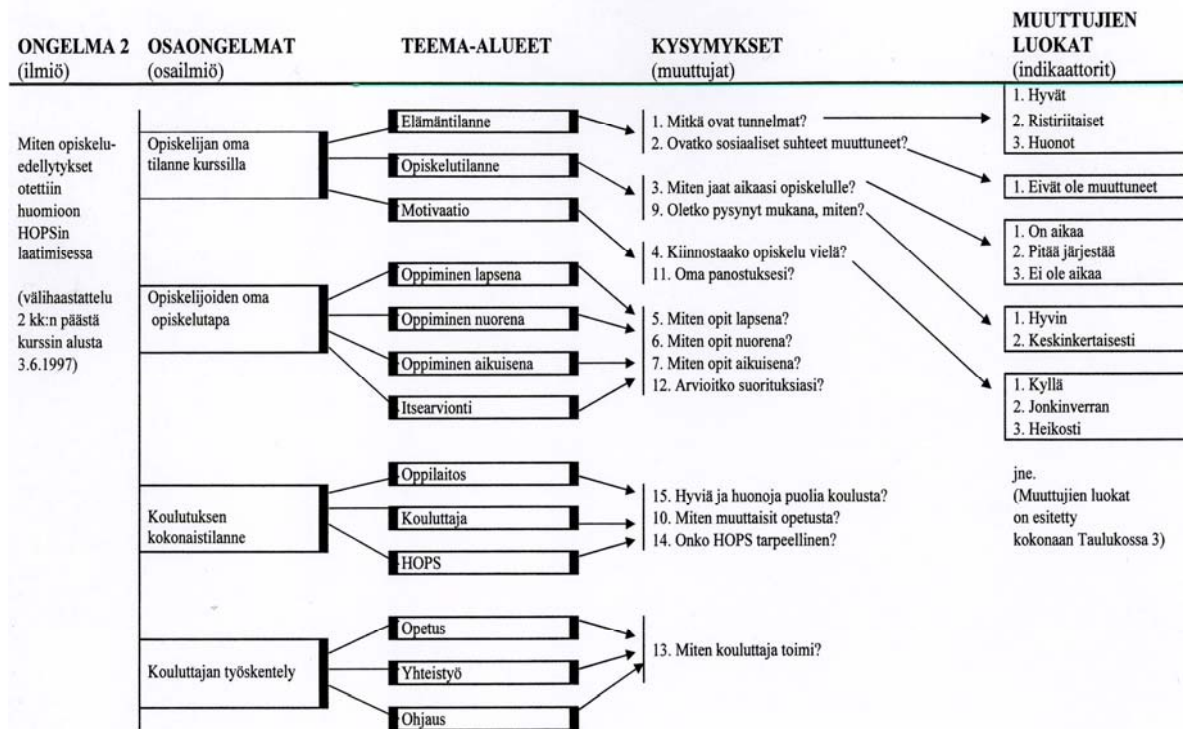 ONGELMA 2
(ilmiö)
Miten opiskelu-
edellytykset
otettiin
huomioon
HOPSin
laatimisessa
(välihaastattelu
2 kk:n päästä
kurssin alusta
3.6.1997)
OSAONGELMAT
(osailmiö)
Opiskelijan oma
tilanne kurssilla
Opiskelijoiden oma
opiskelutapa
Koulutuksen
kokonaistilanne
Kouluttajan työskentely
TEEMA-ALUEET
Elämäntilanne
Opiskelutilanne
Motivaatio
Oppiminen lapsena
Oppiminen nuorena
Oppiminen aikuisena
Itsearvionti
Oppilaitos
Kouluttaja
HOPS
Opetus
Yhteistyö
Ohjaus
KYSYMYKSET
(muuttujat)
1. Mitkä ovat tunnelmat?
2. Ovatko sosiaaliset suhteet muuttuneet?
3. Miten jaat aikaasi opiskelulle?
9. Oletko pysynyt mukana, miten?
4. Kiinnostaako opiskelu vielä?
11. Oma panostuksesi?
5. Miten opit lapsena?
6. Miten opit nuorena?
7. Miten opit aikuisena?
12. Arvioitko suorituksiasi?
15. Hyviä ja huonoja puolia koulusta?
10. Miten muuttaisit opetusta?
14. Onko HOPS tarpeellinen?
13. Miten kouluttaja toimi?
MUUTTUJIEN
LUOKAT
(indikaattorit)
1. Hyvät
2. Ristiriitaiset
3. Huonot
1. Eivät ole muuttuneet
1. On aikaa
2. Pitää järjestää
3. Ei ole aikaa
1. Hyvin
2. Keskinkertaisesti
1. Kyllä
2. Jonkinverran
3. Heikosti
jne.
(Muuttujien luokat
on esitetty
kokonaan Taulukossa 3)